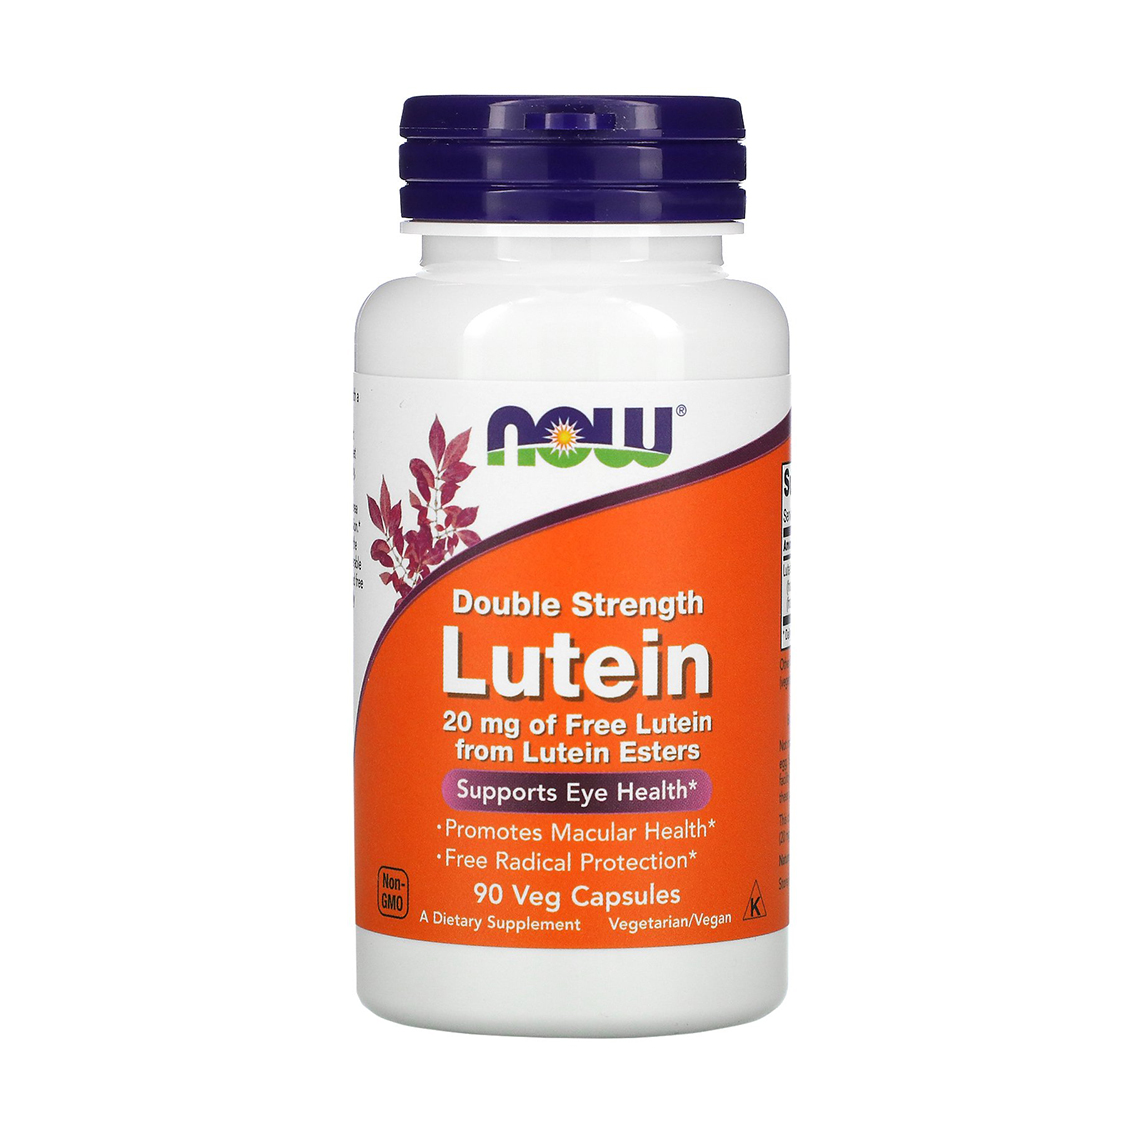 now®
Double Strength
Lutein
20 mg of Free Lutein
from Lutein Esters
Supports Eye Health*
•Promotes Macular Health*
•Free Radical Protection*
90 Veg Capsules
Non-
GMO
A Dietary Supplement Vegetarian/Vegan
K